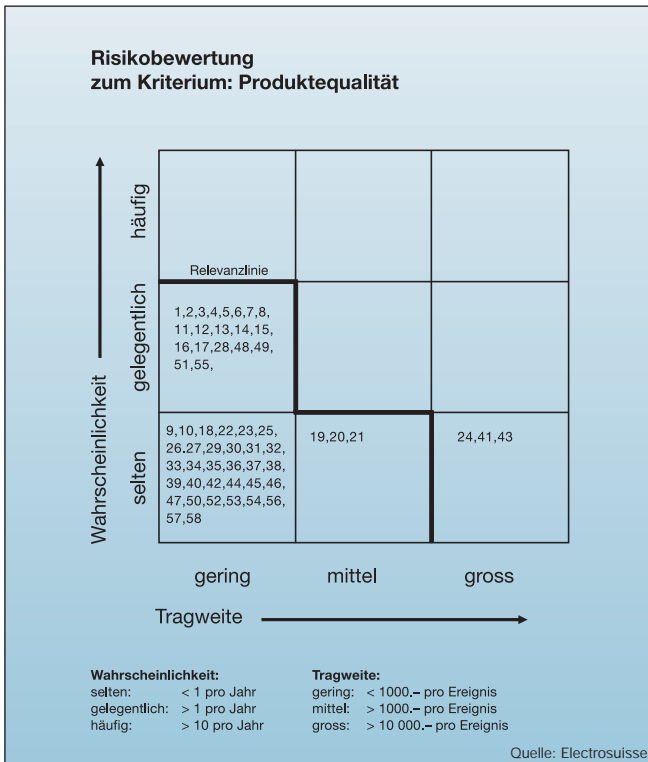 Risikobewertung
zum Kriterium: Produktequalität
häufig
Relevanzlinie
gelegentlich
1,2,3,4,5,6,7,8,
11,12,13,14,15,
16,17,28,48,49,
51,55,
Wahrscheinlichkeit
selten
9,10,18,22,23,25,
26.27,29,30,31,32,
33,34,35,36,37,38,
39,40,42,44,45,46,
47,50,52,53,54,56,
57,58
19,20,21
24,41,43
gering mittel gross
Tragweite
Wahrscheinlichkeit:
selten: < 1 pro Jahr
gelegentlich: > 1 pro Jahr
häufig: > 10 pro Jahr
Tragweite:
gering: < 1000.– pro Ereignis
mittel: > 1000.– pro Ereignis
gross: > 10 000.– pro Ereignis
Quelle: Electrosuisse